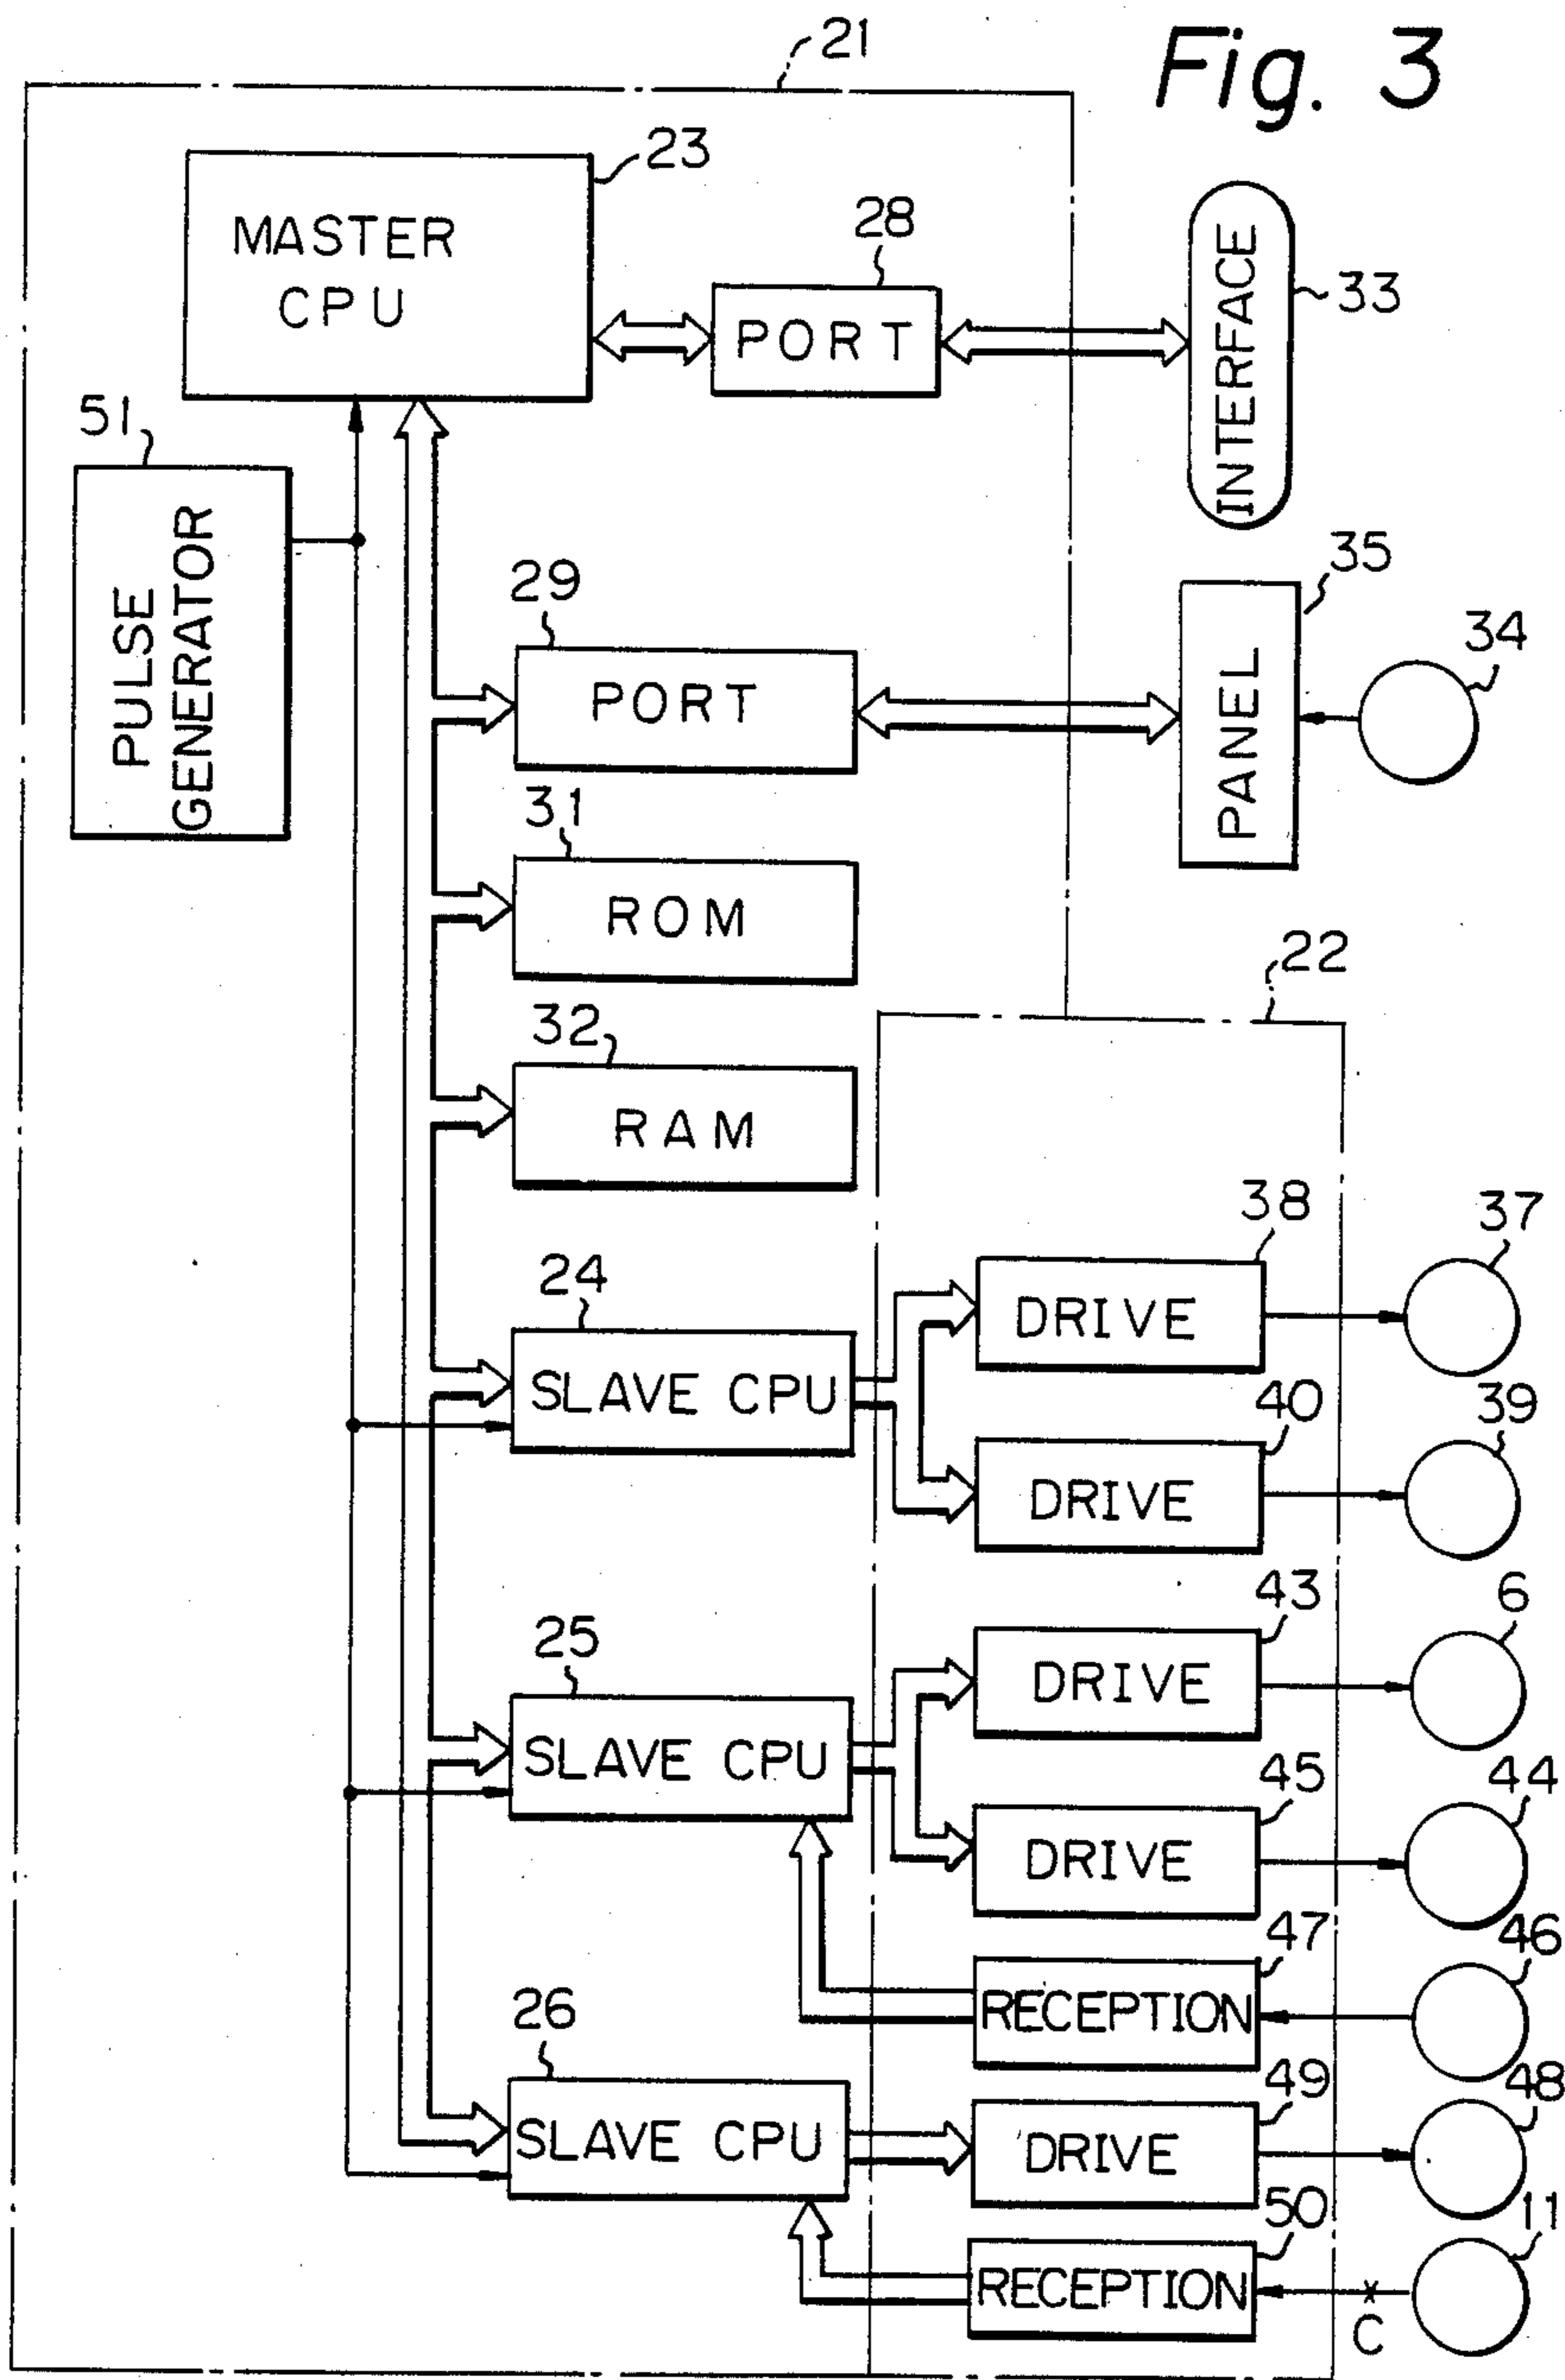 21
Fig. 3
23
MASTER
CPU
28
PORT
INTERFACE
33
51
PULSE
GENERATOR
29
PORT
35
PANEL
34
31
ROM
22
32
RAM
38
DRIVE
37
24
SLAVE CPU
40
DRIVE
39
43
DRIVE
6
25
SLAVE CPU
45
DRIVE
44
47
RECEPTION
46
26
SLAVE CPU
49
DRIVE
48
50
RECEPTION
11
C